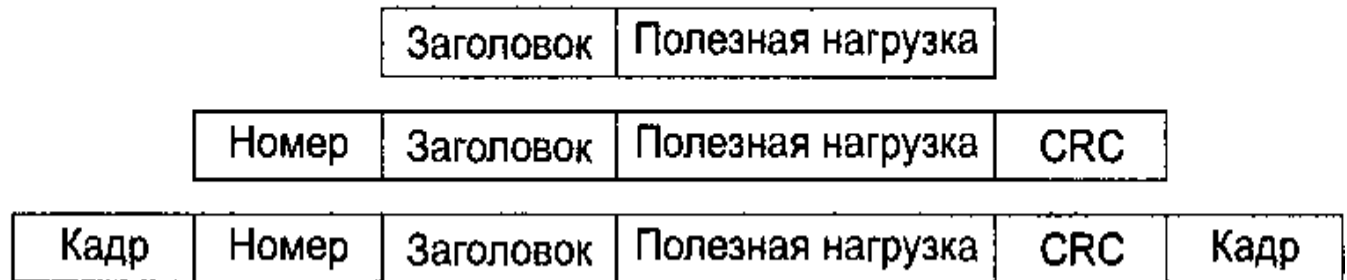 Заголовок Полезная нагрузка
Номер Заголовок Полезная нагрузка CRC
Кадр Номер Заголовок Полезная нагрузка CRC Кадр